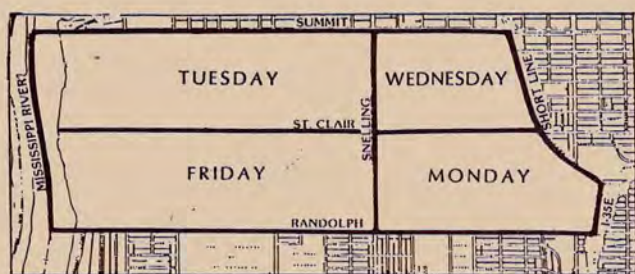 SUMMIT
MISSISSIPPI RIVER
TUESDAY
WEDNESDAY
SHORT LINE
ST. CLAIR
SNELLING
FRIDAY
MONDAY
I-35E
RANDOLPH